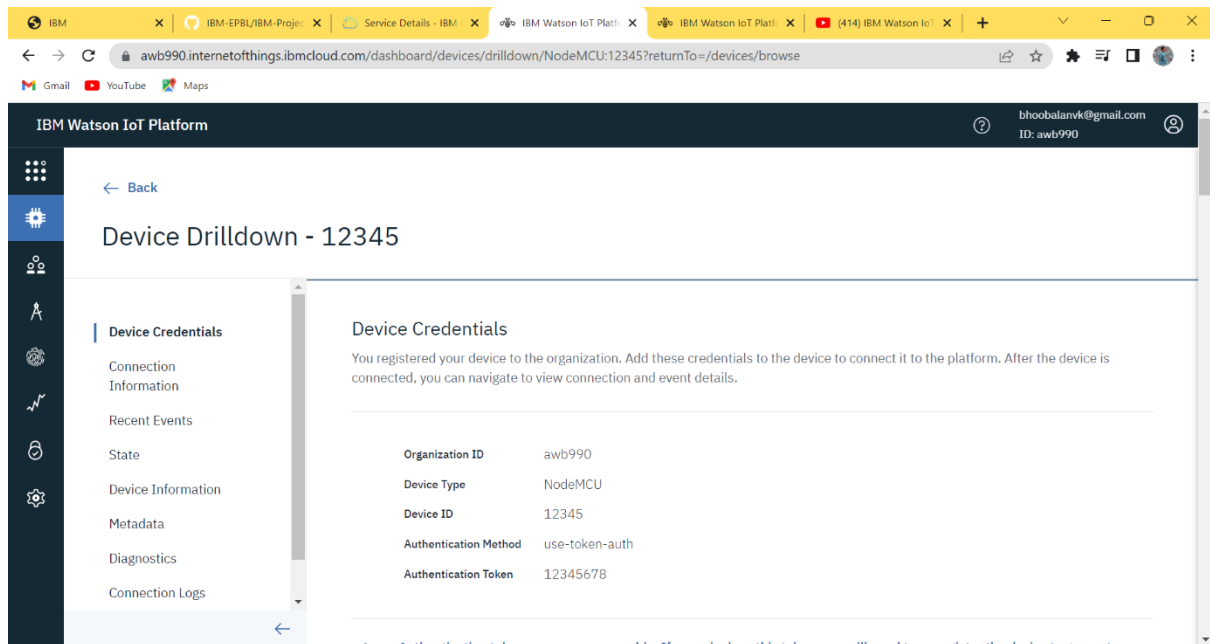 IBM
IBM-EPBL/IBM-Projec
Service Details - IBM
IBM Watson IoT Platf
IBM Watson IoT Platf
(414) IBM Watson IoT
awb990.internetofthings.ibmcloud.com/dashboard/devices/drilldown/NodeMCU:12345?returnTo=/devices/browse
Gmail
YouTube
Maps
IBM Watson IoT Platform
bhoobalanvk@gmail.com
ID: awb990
Back
Device Drilldown - 12345
Device Credentials
Connection
Information
Recent Events
State
Device Information
Metadata
Diagnostics
Connection Logs
Device Credentials
You registered your device to the organization. Add these credentials to the device to connect it to the platform. After the device is
connected, you can navigate to view connection and event details.
Organization ID awb990
Device Type NodeMCU
Device ID 12345
Authentication Method use-token-auth
Authentication Token 12345678